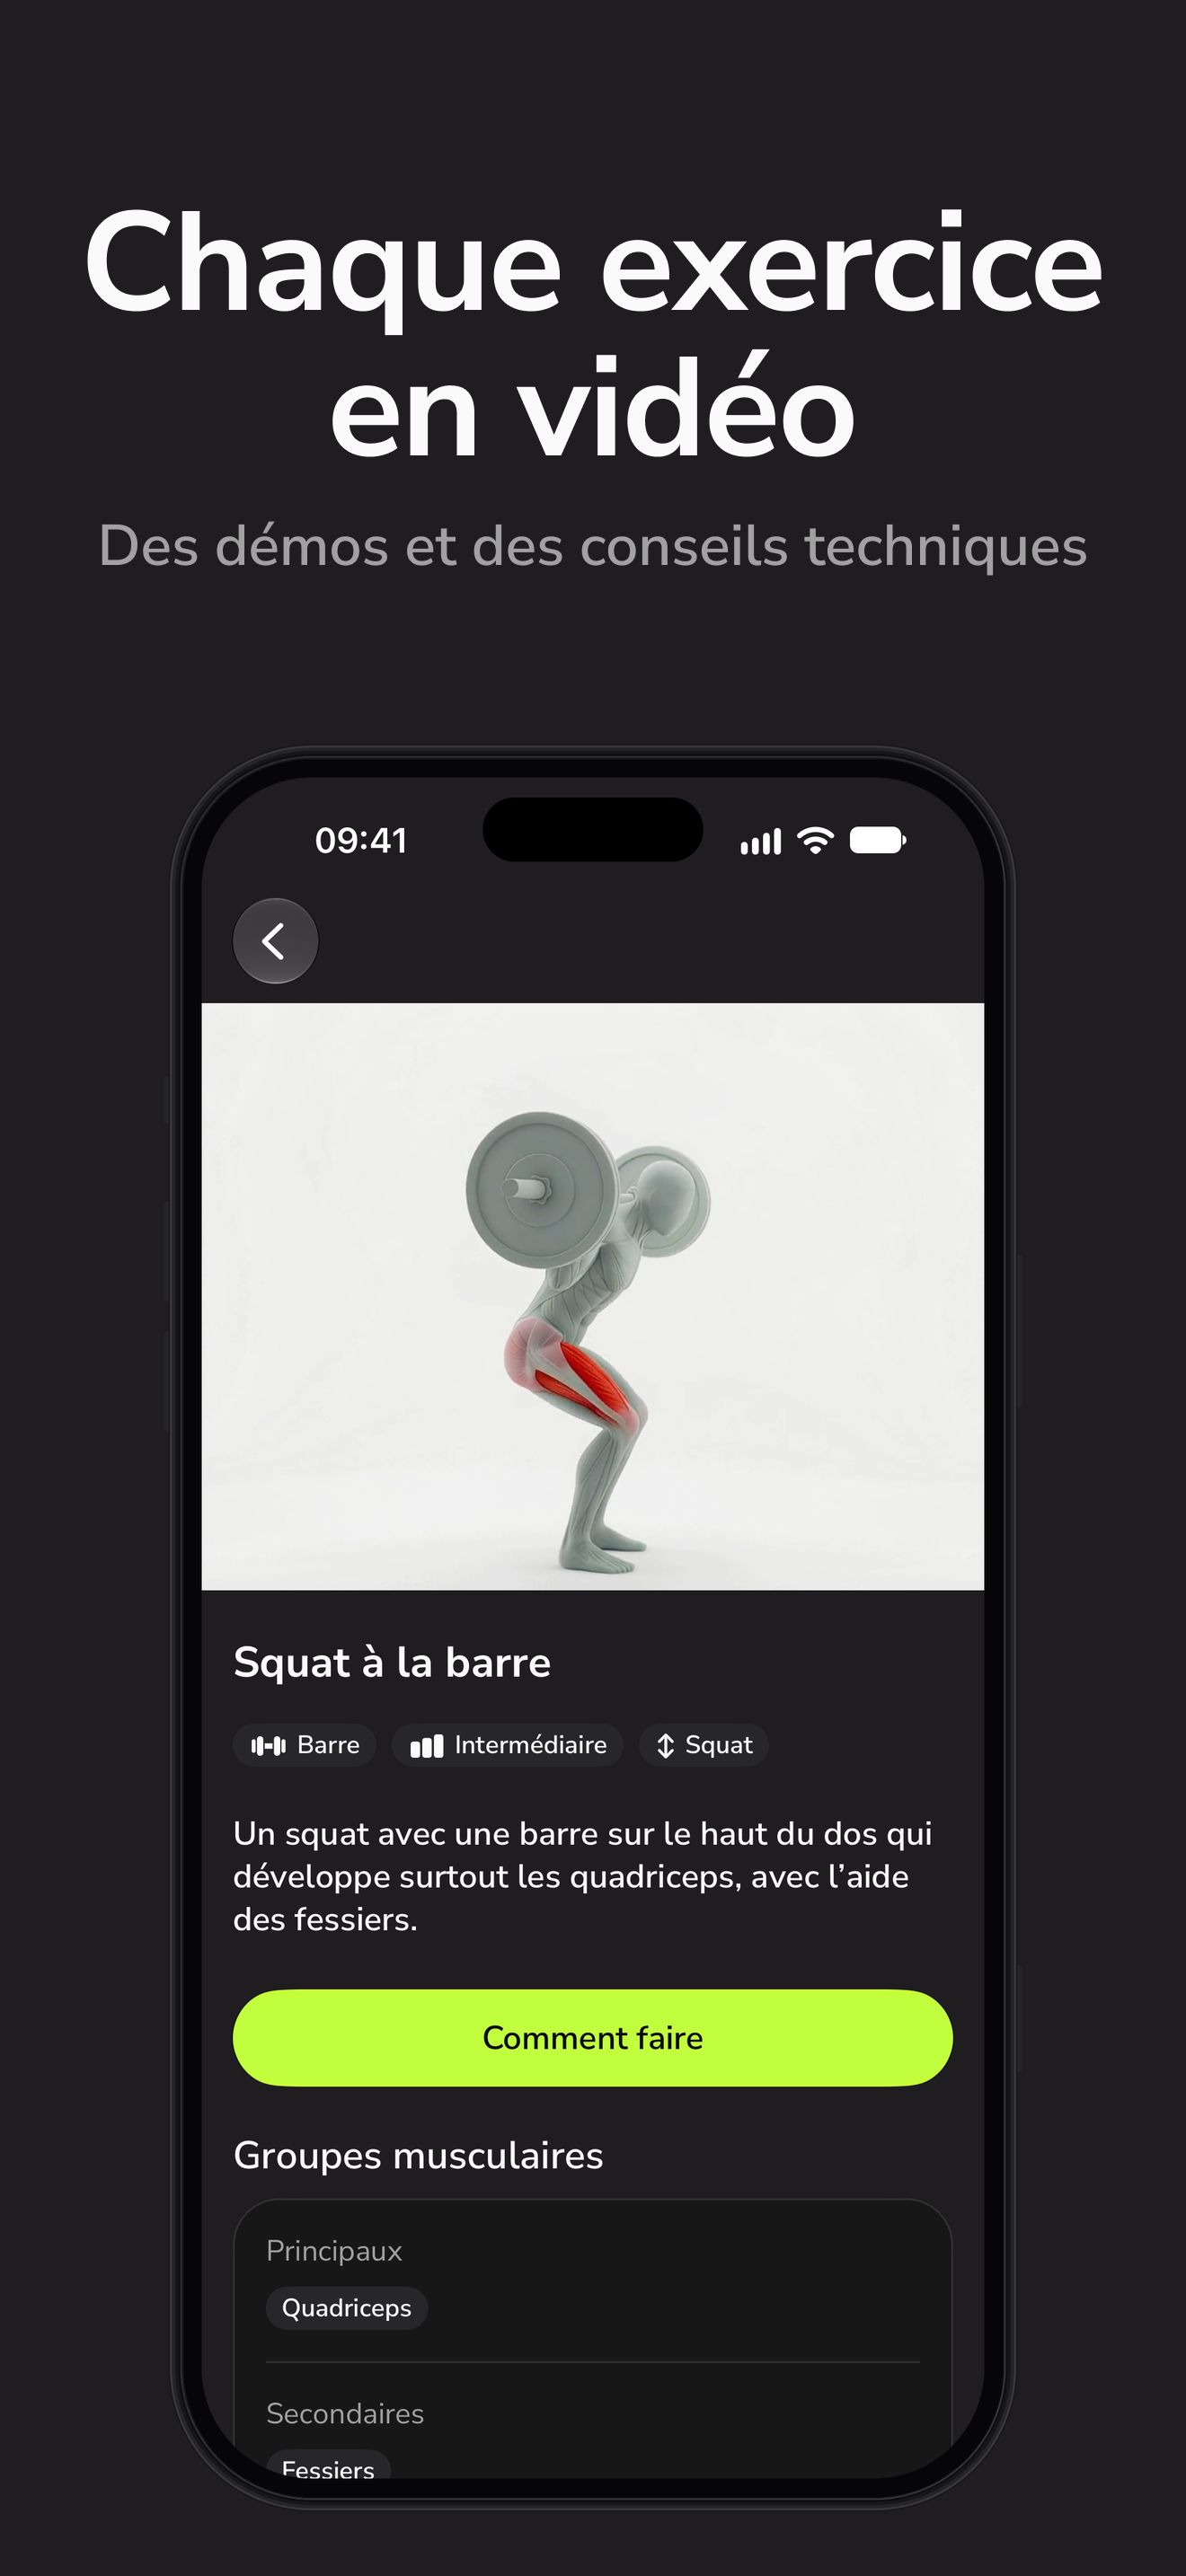 Chaque exercice
en vidéo
Des démos et des conseils techniques
09:41
Squat à la barre
Barre
Intermédiaire
Squat
Un squat avec une barre sur le haut du dos qui
développe surtout les quadriceps, avec l’aide
des fessiers.
Comment faire
Groupes musculaires
Principaux
Quadriceps
Secondaires
Fessiers